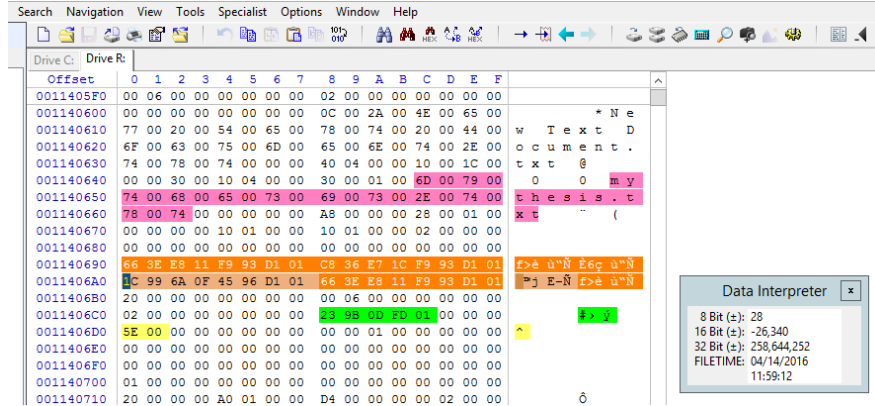 Search Navigation View Tools Specialist Options Window Help
Drive C: Drive R:
Offset 0 1 2 3 4 5 6 7 8 9 A B C D E F
0011405F0 00 06 00 00 00 00 00 00 02 00 00 00 00 00 00 00
001140600 00 00 00 00 00 00 00 00 0C 00 2A 00 4E 00 65 00 * N e
001140610 77 00 20 00 54 00 65 00 78 00 74 00 20 00 44 00 w T e x t D
001140620 6F 00 63 00 75 00 6D 00 65 00 6E 00 74 00 2E 00 o c u m e n t .
001140630 74 00 78 00 74 00 00 00 40 04 00 00 10 00 1C 00 t x t @
001140640 00 00 30 00 10 04 00 00 30 00 01 00 6D 00 79 00 0 0 m y
001140650 74 00 68 00 65 00 73 00 69 00 73 00 2E 00 74 00 t h e s i s . t
001140660 78 00 74 00 00 00 00 00 A8 00 00 00 28 00 01 00 x t ¨ (
001140670 00 00 00 00 10 01 00 00 10 01 00 00 02 00 00 00
001140680 00 00 00 00 00 00 00 00 00 00 00 00 00 00 00 00
001140690 66 3E E8 11 F9 93 D1 01 C8 36 E7 1C F9 93 D1 01 f>è ù“Ñ È6ç ù“Ñ
0011406A0 1C 99 6A 0F 45 96 D1 01 66 3E E8 11 F9 93 D1 01 ™j E–Ñ f>è ù“Ñ
0011406B0 20 00 00 00 00 00 00 00 00 06 00 00 00 00 00 00
0011406C0 02 00 00 00 00 00 00 00 23 9B 0D FD 01 00 00 00 #› ý
0011406D0 5E 00 00 00 00 00 00 00 00 00 01 00 00 00 00 00 ^
0011406E0 00 00 00 00 00 00 00 00 00 00 00 00 00 00 00 00
0011406F0 00 00 00 00 00 00 00 00 00 00 00 00 00 00 00 00
001140700 01 00 00 00 00 00 00 00 00 00 00 00 00 00 00 00
001140710 20 00 00 00 A0 01 00 00 D4 00 00 00 00 02 00 00 Ô
Data Interpreter x
8 Bit (±): 28
16 Bit (±): -26,340
32 Bit (±): 258,644,252
FILETIME: 04/14/2016
11:59:12